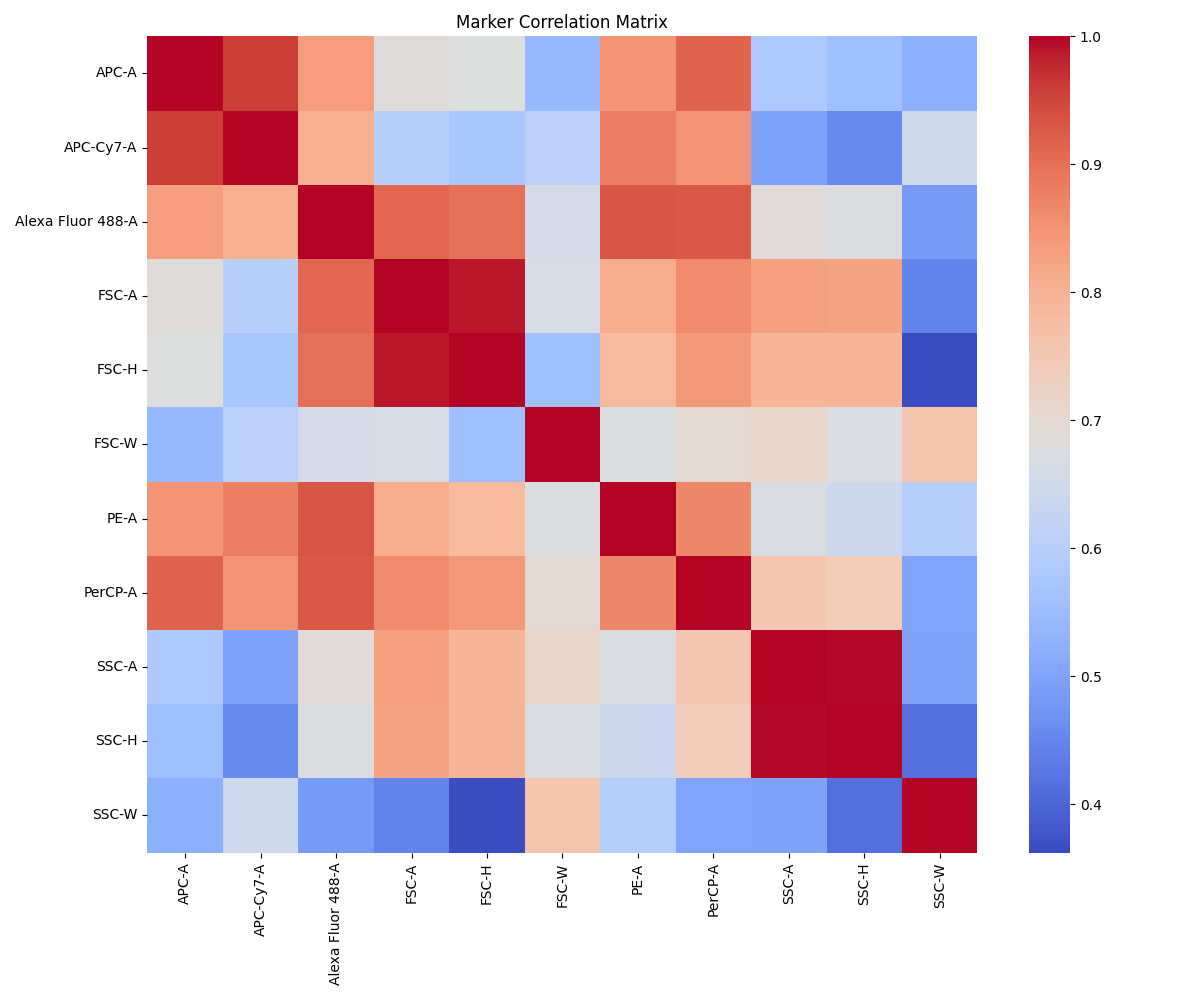 Marker Correlation Matrix
APC-A
APC-Cy7-A
Alexa Fluor 488-A
FSC-A
FSC-H
FSC-W
PE-A
PerCP-A
SSC-A
SSC-H
SSC-W
APC-A
APC-Cy7-A
Alexa Fluor 488-A
FSC-A
FSC-H
FSC-W
PE-A
PerCP-A
SSC-A
SSC-H
SSC-W
1.0
0.9
0.8
0.7
0.6
0.5
0.4